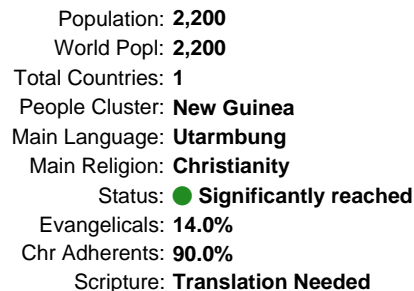 Population: 2,200
World Popl: 2,200
Total Countries: 1
People Cluster: New Guinea
Main Language: Utarmbung
Main Religion: Christianity
Status: Significantly reached
Evangelicals: 14.0%
Chr Adherents: 90.0%
Scripture: Translation Needed